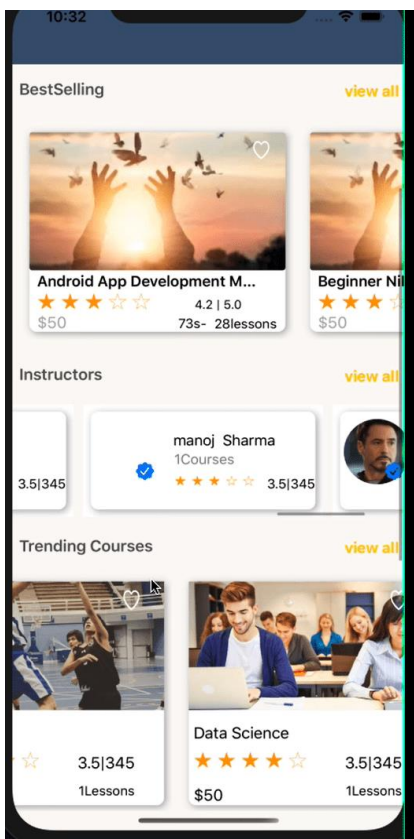 10:32
BestSelling
view all
Android App Development M...
4.2 | 5.0
$50
73s- 28lessons
Beginner Nil
$50
Instructors
view all
3.5|345
manoj Sharma
1Courses
3.5|345
Trending Courses
view all
3.5|345
1Lessons
Data Science
3.5|345
$50
1Lessons